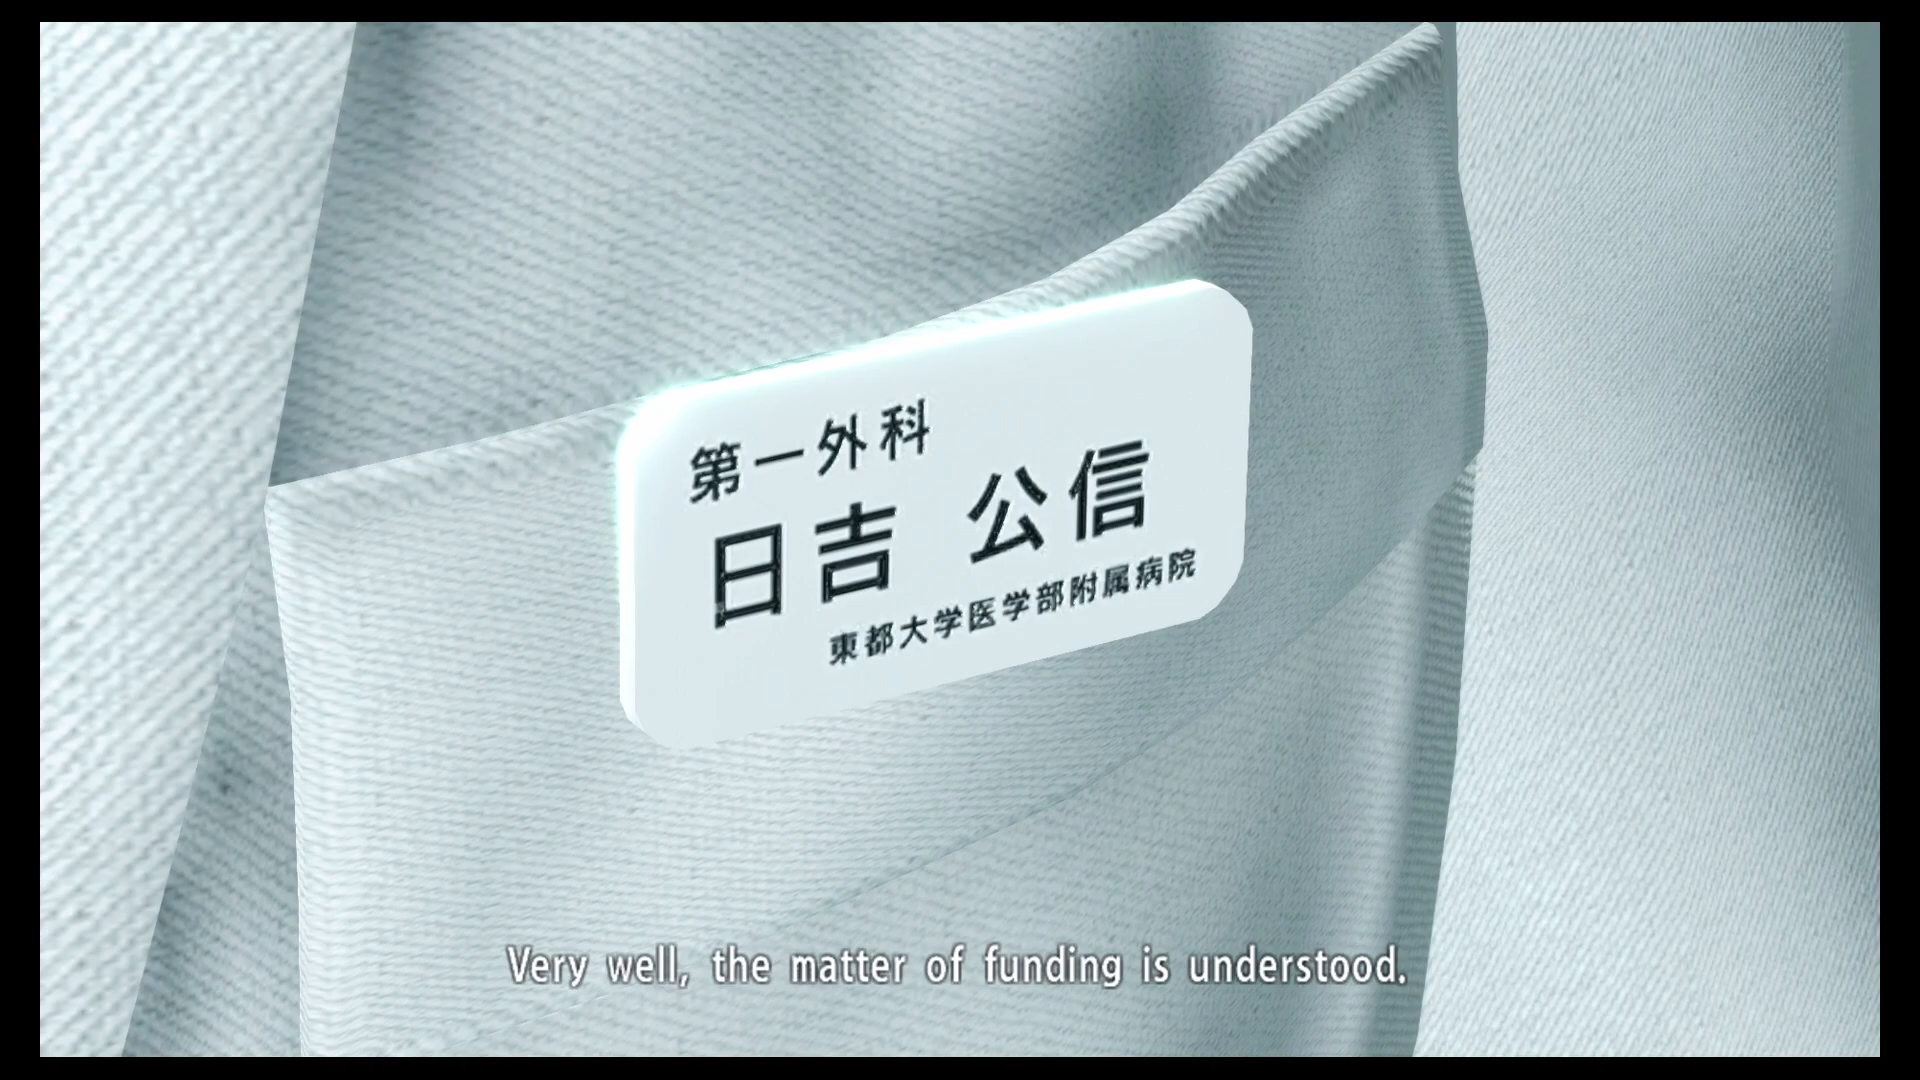 第一外科
日吉 公信
東都大学医学部附属病院
Very well, the matter of funding is understood.